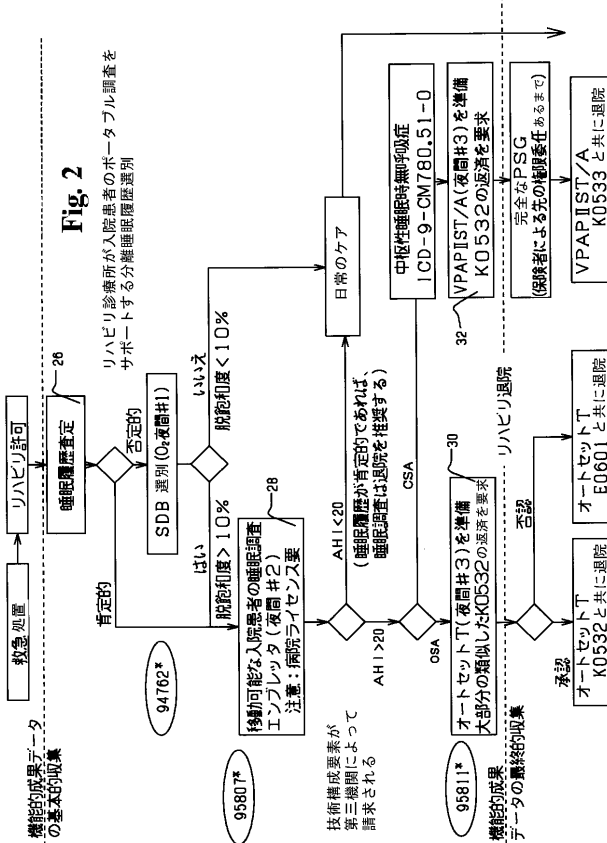 Fig. 2
救急処置
リハビリ許可
機能的成果データ
の基本的収集
睡眠履歴査定
26
リハビリ診療所が入院患者のポータブル調査を
サポートする分離睡眠履歴選別
肯定的
否定的
94762*
SDB 選別(O₂夜間#1)
はい
いいえ
脱飽和度>10%
脱飽和度<10%
95807*
移動可能な入院患者の睡眠調査
エンブレッタ(夜間 #2)
注意:病院ライセンス要
28
日常のケア
技術構成要素が
第三機関によって
請求される
AHI<20
(睡眠履歴が肯定的であれば、
睡眠調査は退院を推奨する)
AHI>20
CSA
OSA
中枢性睡眠時無呼吸症
ICD-9-CM780.51-0
95811*
オートセットT(夜間#3)を準備
大部分の類似したK0532の返済を要求
30
VPAPⅡST/A(夜間#3)を準備
K0532の返済を要求
32
機能的成果
データの最終的収集
リハビリ退院
完全なPSG
(保険者による先の権限委任あるまで)
承認
否認
オートセットT
K0532 と共に退院
オートセットT
E0601 と共に退院
VPAPⅡST/A
K0533 と共に退院